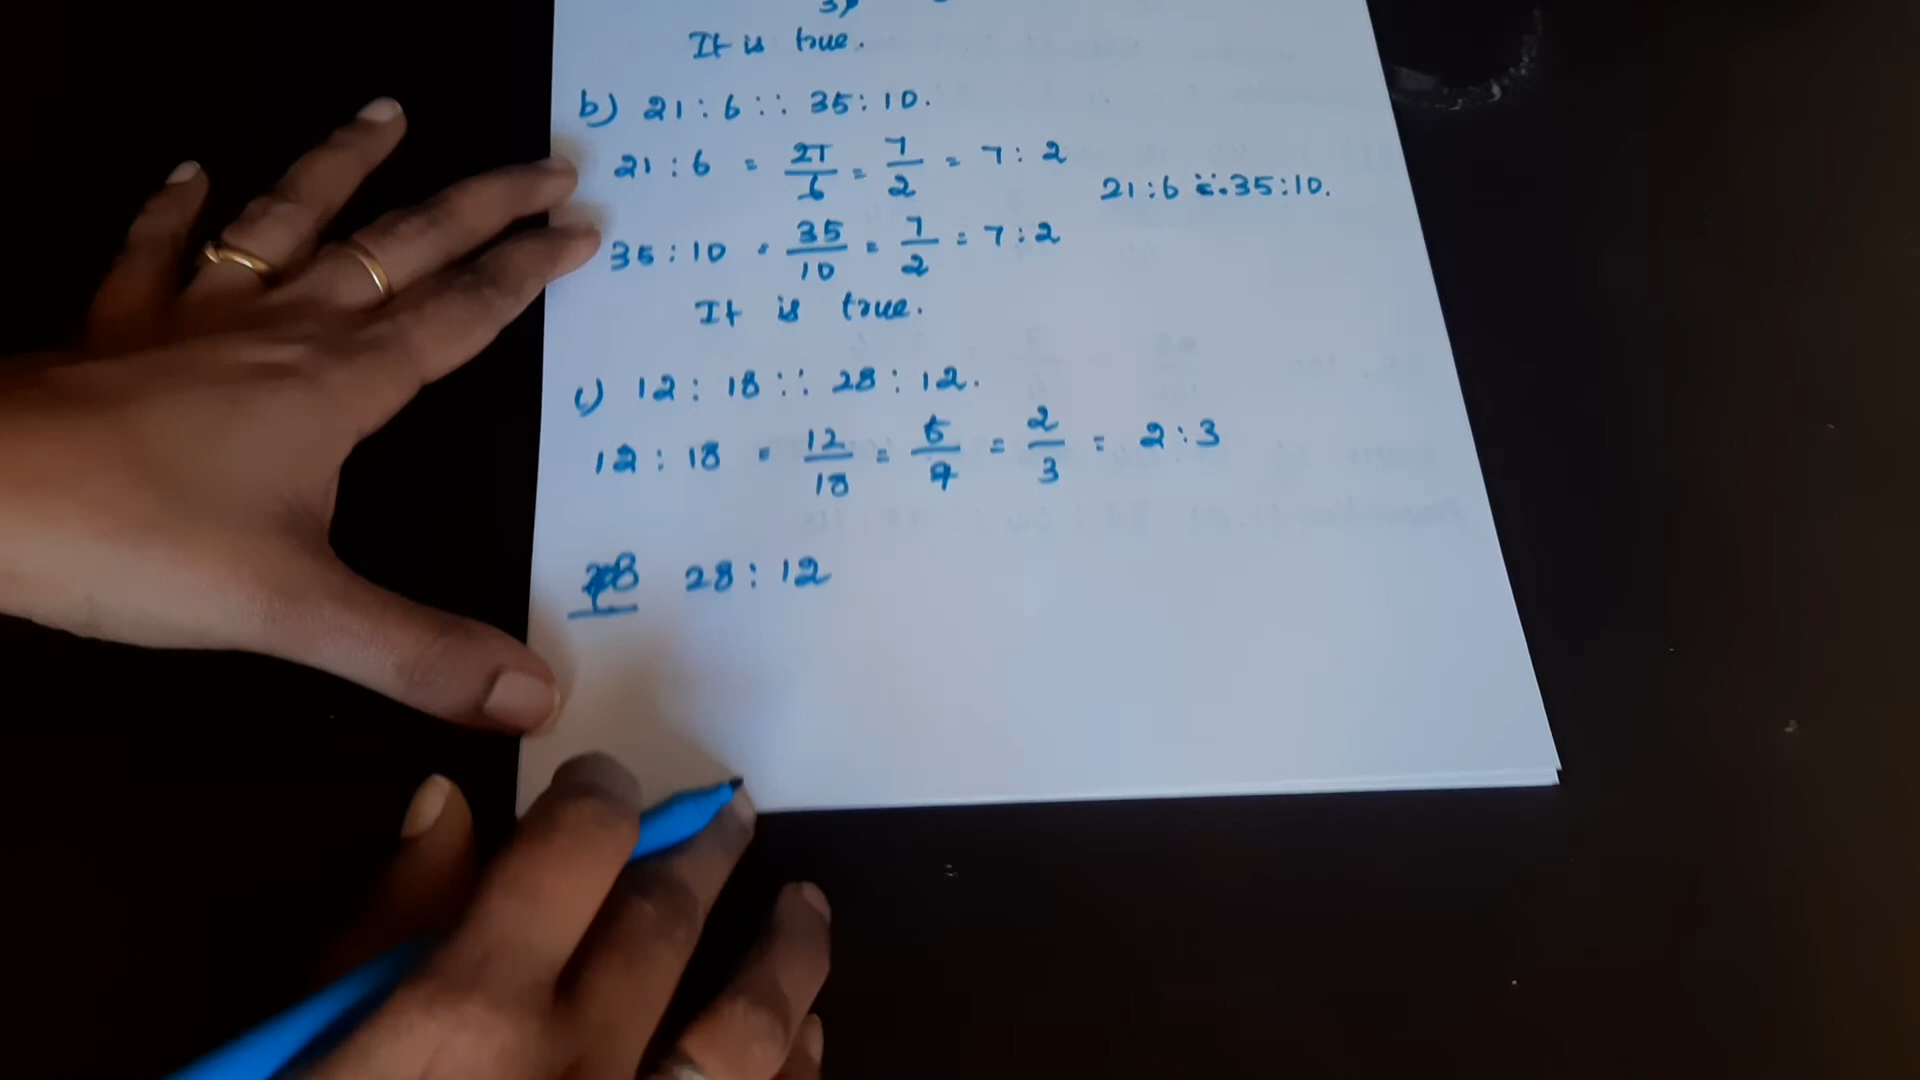 It is true.
b) 21 : 6 :: 35 : 10.
21 : 6 = 21/6 = 7/2 = 7 : 2
21 : 6 :: 35 : 10.
35 : 10 = 35/10 = 7/2 = 7 : 2
It is true.
c) 12 : 18 :: 28 : 12.
12 : 18 = 12/18 = 6/9 = 2/3 = 2 : 3
28 : 12